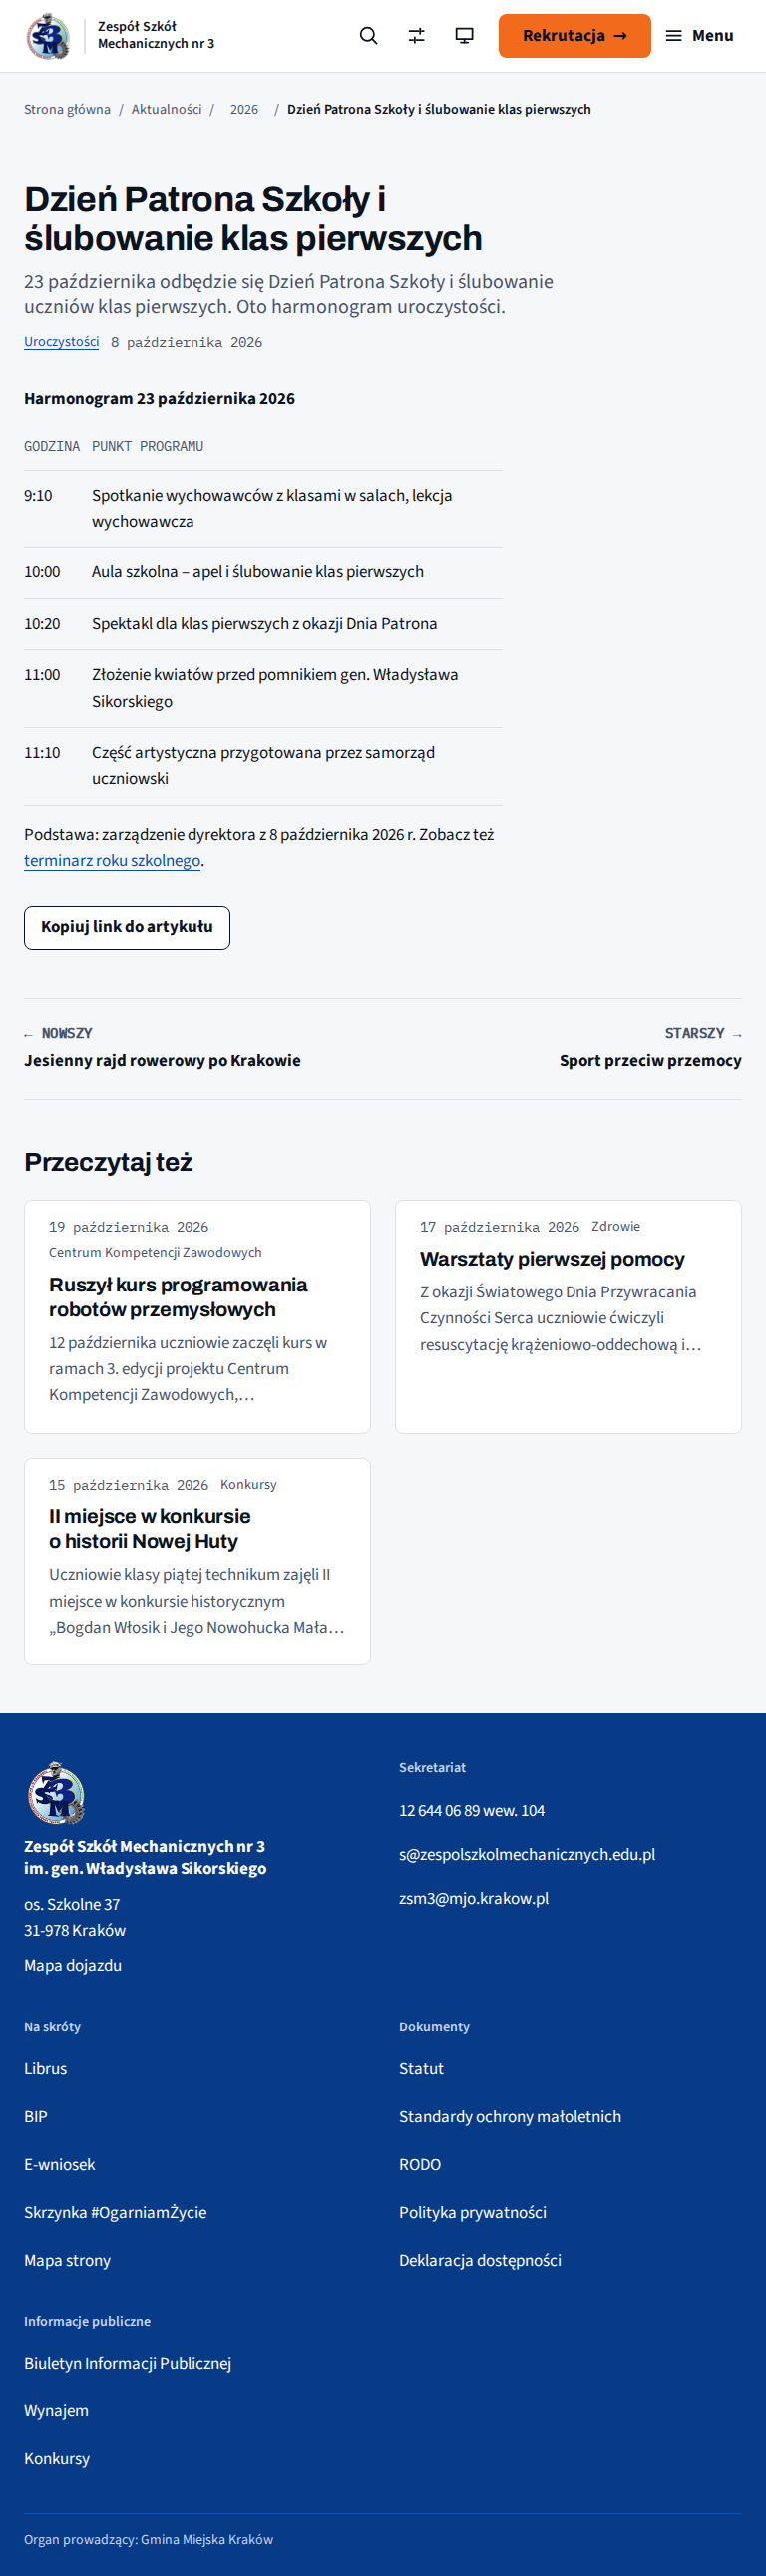 Zespół Szkół
Mechanicznych nr 3
Rekrutacja →
Menu
Strona główna / Aktualności / 2026 / Dzień Patrona Szkoły i ślubowanie klas pierwszych
Dzień Patrona Szkoły i
ślubowanie klas pierwszych
23 października odbędzie się Dzień Patrona Szkoły i ślubowanie
uczniów klas pierwszych. Oto harmonogram uroczystości.
Uroczystości 8 października 2026
Harmonogram 23 października 2026
GODZINA PUNKT PROGRAMU
9:10 Spotkanie wychowawców z klasami w salach, lekcja
wychowawcza
10:00 Aula szkolna – apel i ślubowanie klas pierwszych
10:20 Spektakl dla klas pierwszych z okazji Dnia Patrona
11:00 Złożenie kwiatów przed pomnikiem gen. Władysława
Sikorskiego
11:10 Część artystyczna przygotowana przez samorząd
uczniowski
Podstawa: zarządzenie dyrektora z 8 października 2026 r. Zobacz też
terminarz roku szkolnego.
Kopiuj link do artykułu
← NOWSZY
Jesienny rajd rowerowy po Krakowie
STARSZY →
Sport przeciw przemocy
Przeczytaj też
19 października 2026
Centrum Kompetencji Zawodowych
Ruszył kurs programowania
robotów przemysłowych
12 października uczniowie zaczęli kurs w
ramach 3. edycji projektu Centrum
Kompetencji Zawodowych,…
17 października 2026 Zdrowie
Warsztaty pierwszej pomocy
Z okazji Światowego Dnia Przywracania
Czynności Serca uczniowie ćwiczyli
resuscytację krążeniowo-oddechową i…
15 października 2026 Konkursy
II miejsce w konkursie
o historii Nowej Huty
Uczniowie klasy piątej technikum zajęli II
miejsce w konkursie historycznym
„Bogdan Włosik i Jego Nowohucka Mała…
Zespół Szkół Mechanicznych nr 3
im. gen. Władysława Sikorskiego
os. Szkolne 37
31-978 Kraków
Mapa dojazdu
Sekretariat
12 644 06 89 wew. 104
s@zespolszkolmechanicznych.edu.pl
zsm3@mjo.krakow.pl
Na skróty
Librus
BIP
E-wniosek
Skrzynka #OgarniamŻycie
Mapa strony
Dokumenty
Statut
Standardy ochrony małoletnich
RODO
Polityka prywatności
Deklaracja dostępności
Informacje publiczne
Biuletyn Informacji Publicznej
Wynajem
Konkursy
Organ prowadzący: Gmina Miejska Kraków